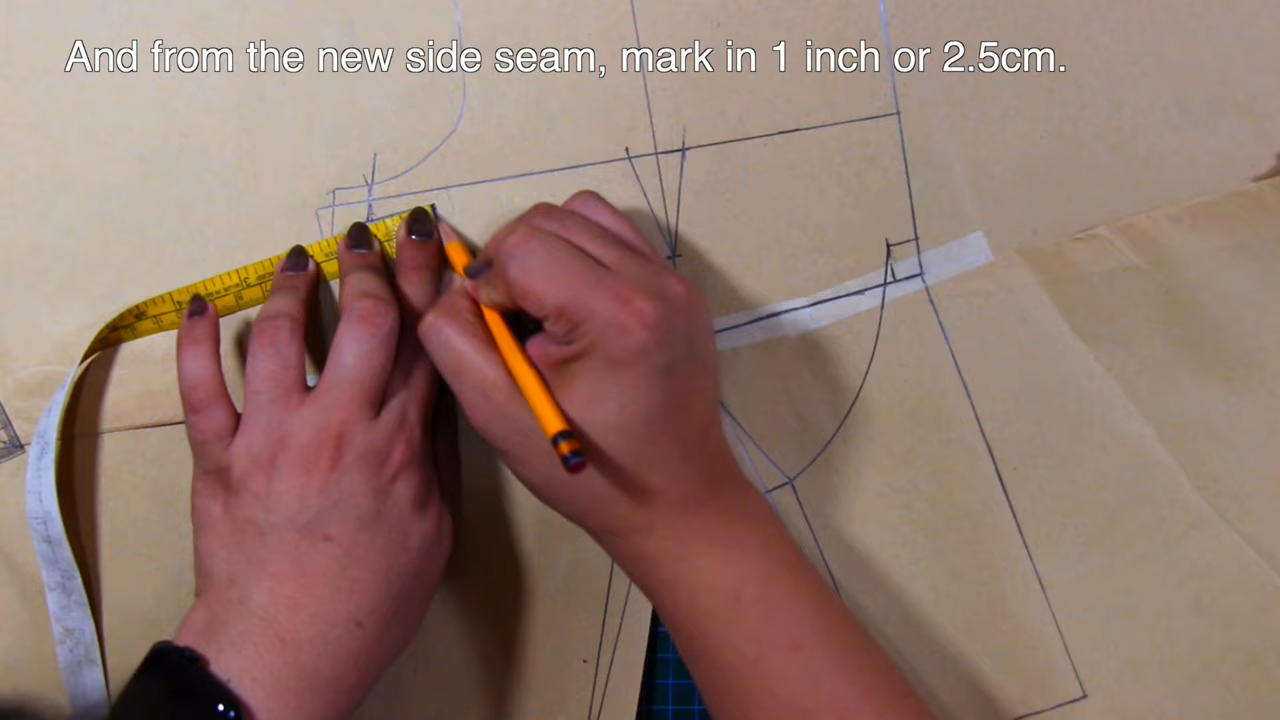 And from the new side seam, mark in 1 inch or 2.5cm.